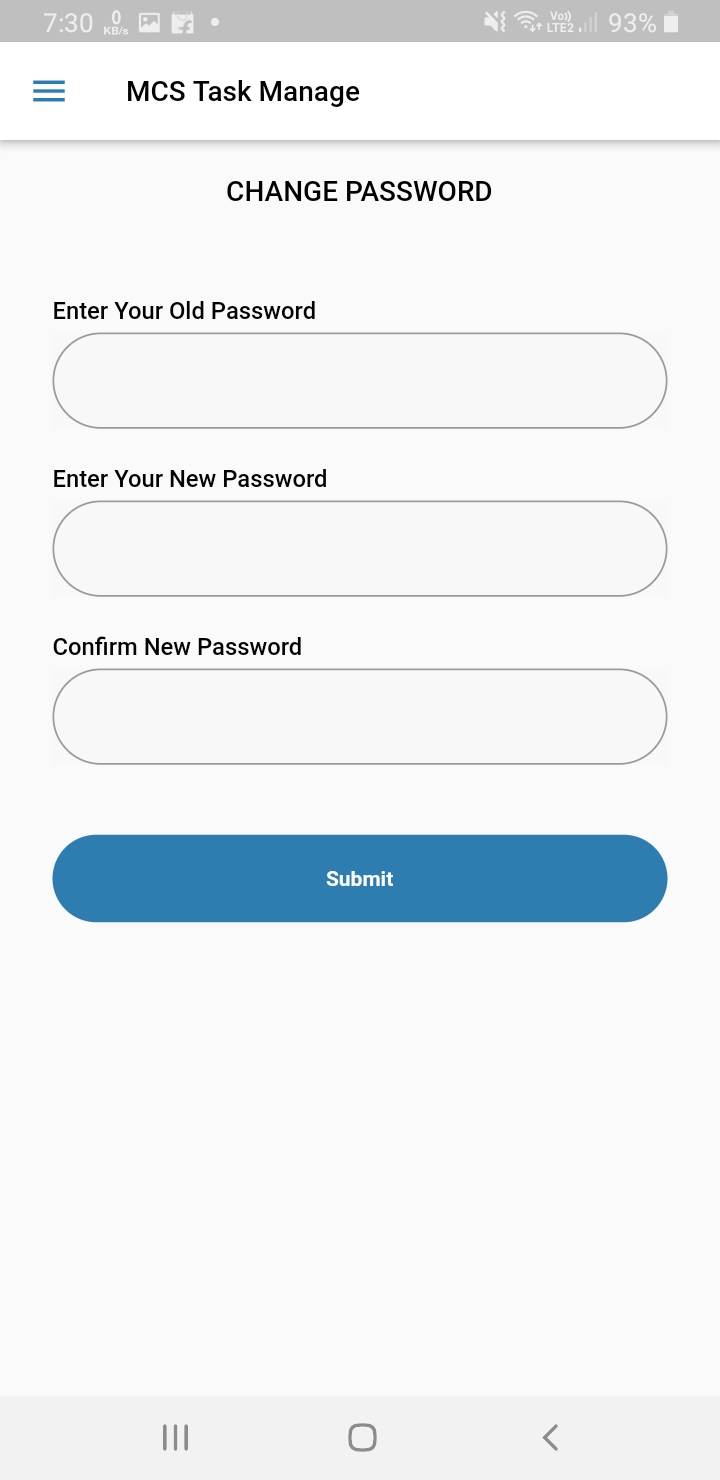 7:30 0 KB/s Vo)) LTE2 93%
MCS Task Manage
CHANGE PASSWORD
Enter Your Old Password
Enter Your New Password
Confirm New Password
Submit